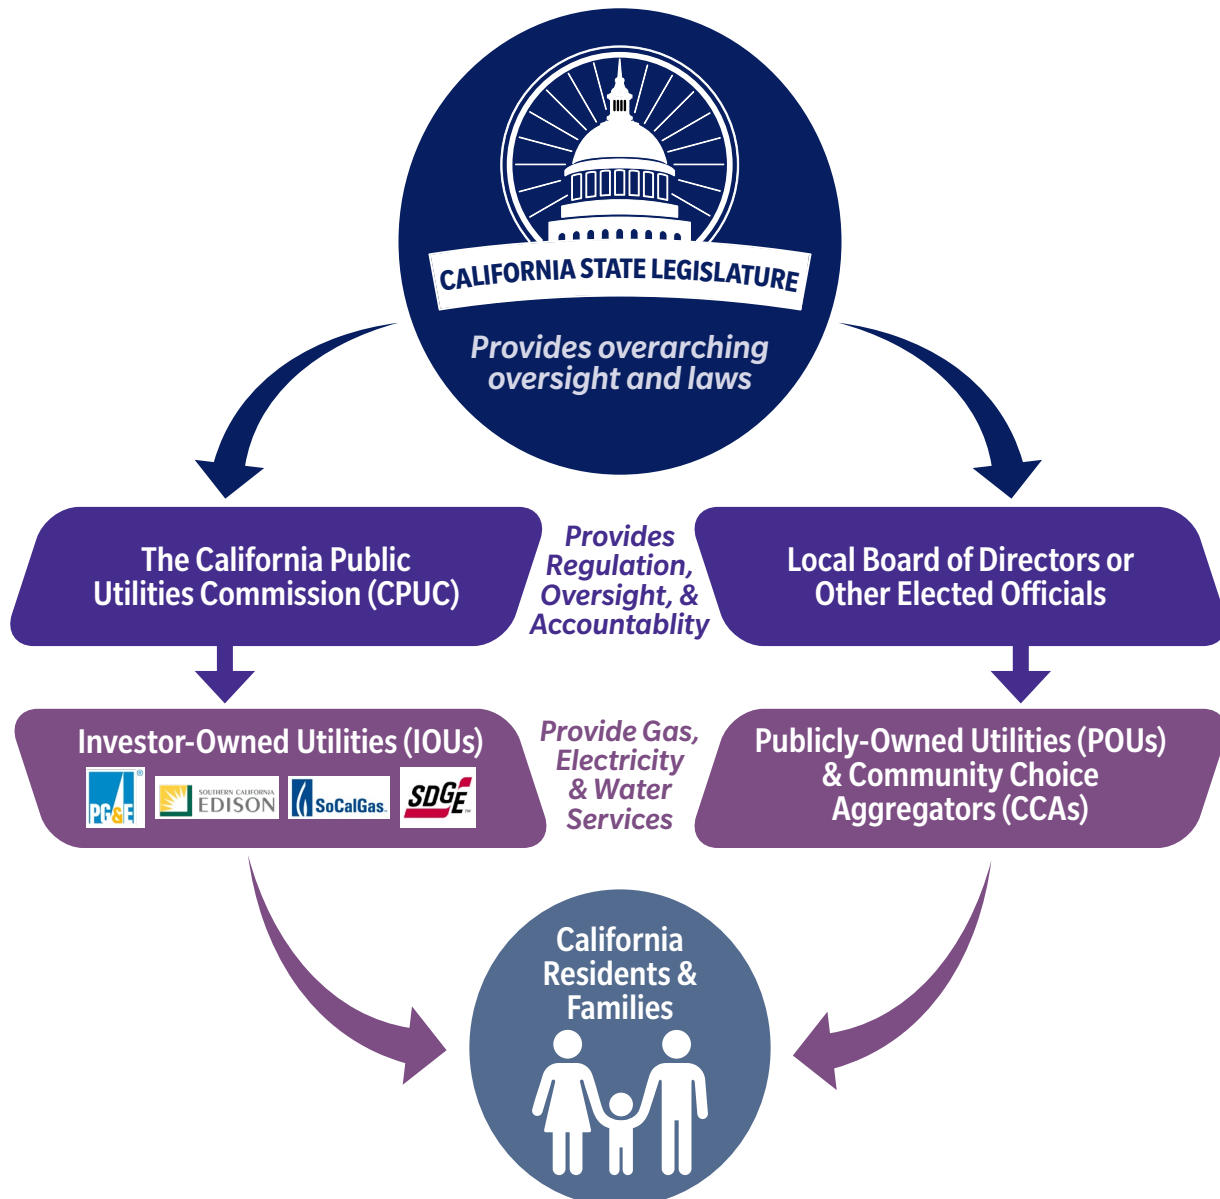 CALIFORNIA STATE LEGISLATURE
Provides overarching
oversight and laws
The California Public
Utilities Commission (CPUC)
Provides
Regulation,
Oversight, &
Accountablity
Local Board of Directors or
Other Elected Officials
Investor-Owned Utilities (IOUs)
PG&E®
SOUTHERN CALIFORNIA
EDISON
SoCalGas
SDGE™
Provide Gas,
Electricity
& Water
Services
Publicly-Owned Utilities (POUs)
& Community Choice
Aggregators (CCAs)
California
Residents &
Families